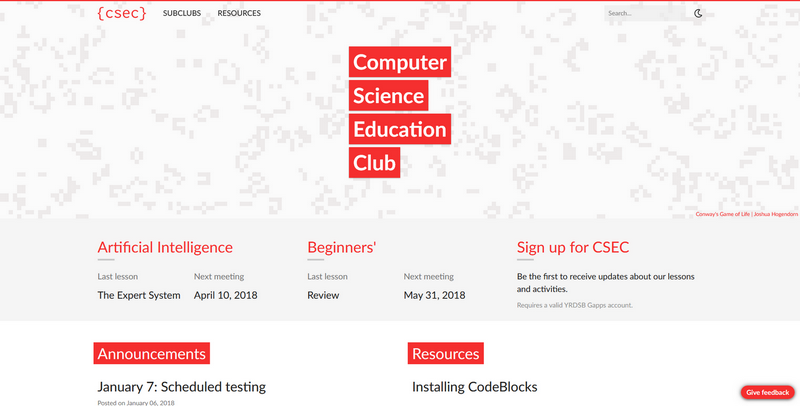 {csec} SUBCLUBS RESOURCES Search...
Computer
Science
Education
Club
Conway's Game of Life | Joshua Hogendorn
Artificial Intelligence
Last lesson Next meeting
The Expert System April 10, 2018
Beginners'
Last lesson Next meeting
Review May 31, 2018
Sign up for CSEC
Be the first to receive updates about our lessons
and activities.
Requires a valid YRDSB Gapps account.
Announcements
January 7: Scheduled testing
Posted on January 06, 2018
Resources
Installing CodeBlocks
Give feedback